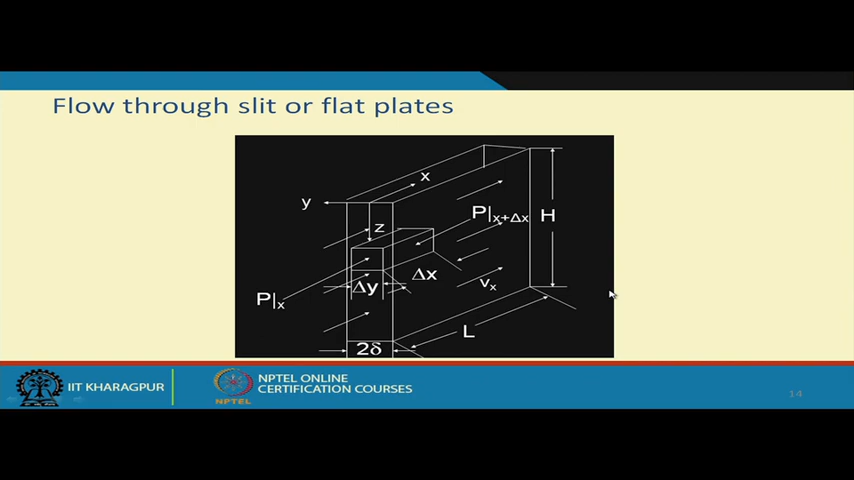 Flow through slit or flat plates
x
y
P|x+Δx
H
z
Δx
Δy
vx
P|x
L
2δ
IIT KHARAGPUR
NPTEL
NPTEL ONLINE
CERTIFICATION COURSES
14